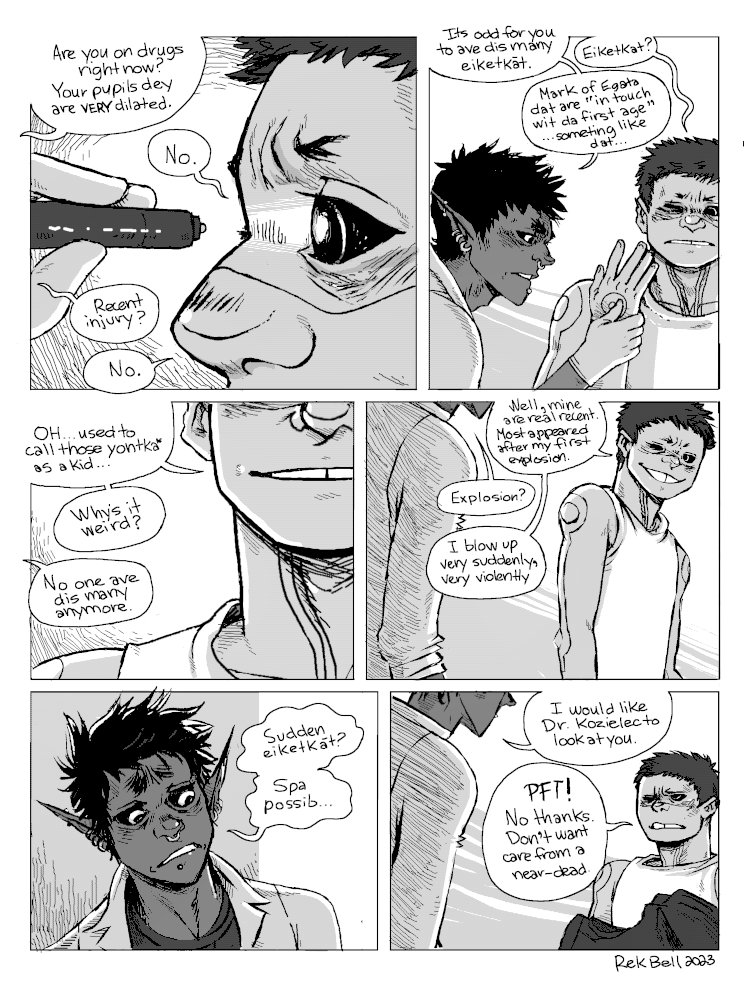 Are you on drugs
right now?
Your pupils dey
are VERY dilated.
No.
Recent
injury?
No.
Its odd for you
to ave dis many
eiketkät.
Eiketkat?
Mark of Egata
dat are "in touch
wit da first age"
...someting like
dat...
OH...used to
call those yontka*
as a kid...
Why's it
weird?
No one ave
dis many
anymore.
Well, mine
are real recent.
Most appeared
after my first
explosion.
Explosion?
I blow up
very suddenly,
very violently
Sudden
eiketkät?
Spa
possib...
I would like
Dr. Kozielec to
look at you.
PFT!
No thanks.
Don't want
care from a
near-dead.
Rek Bell 2023